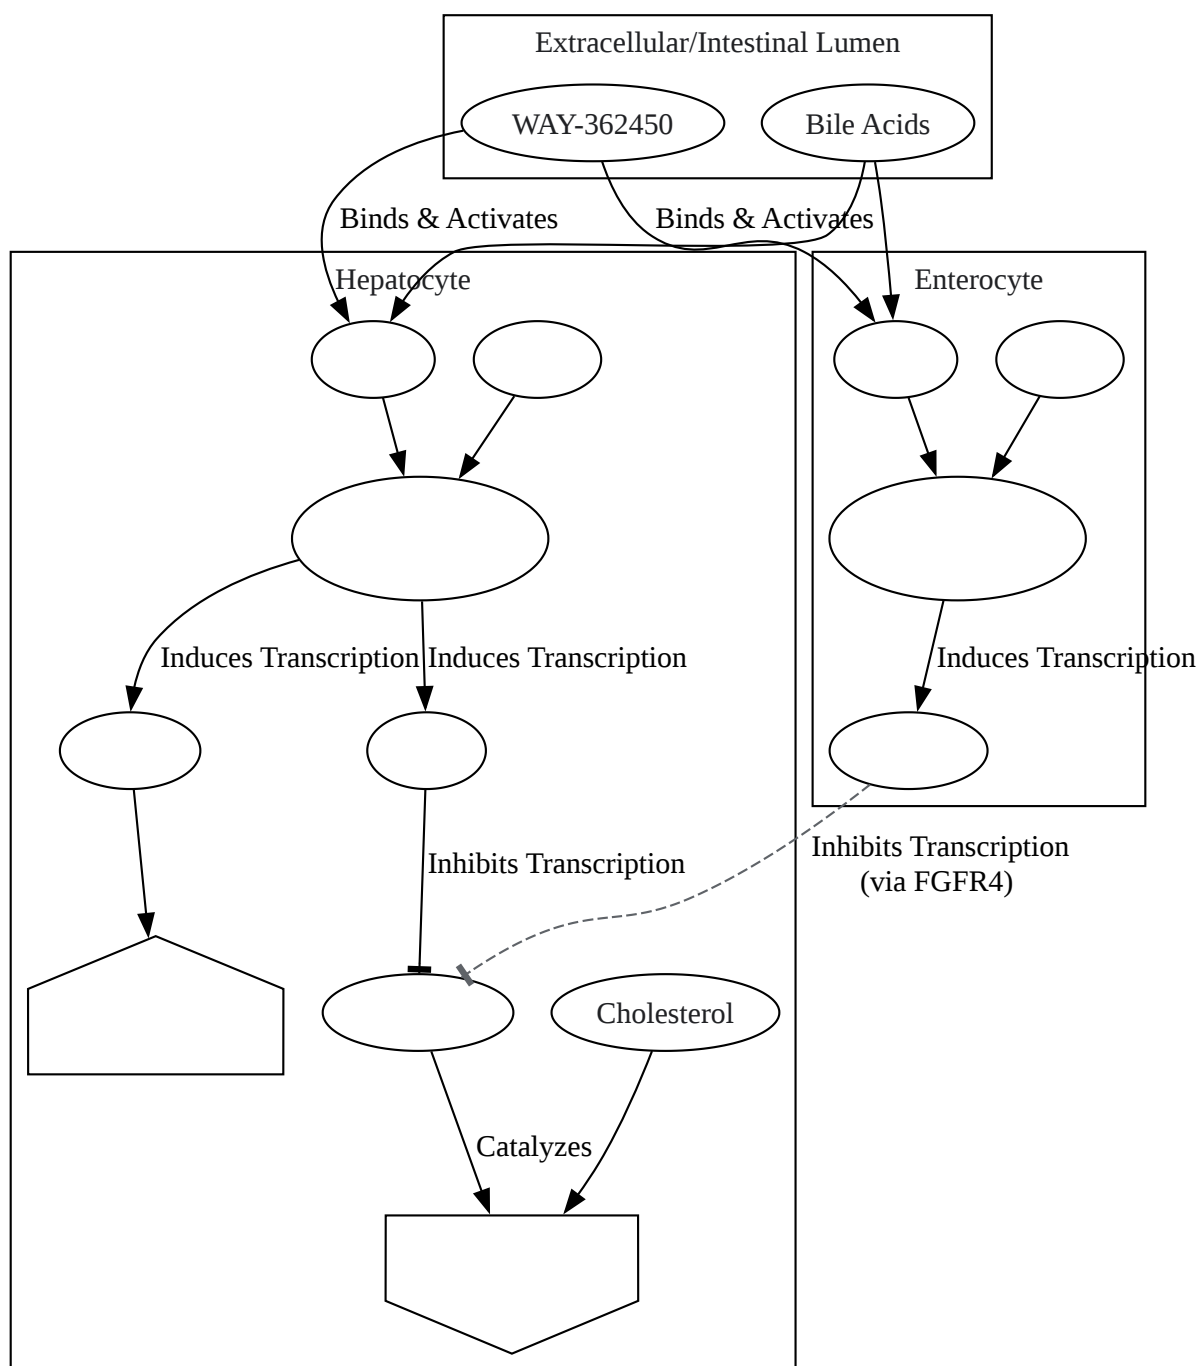 Extracellular/Intestinal Lumen
WAY-362450
Bile Acids
Binds & Activates
Binds & Activates
Hepatocyte
Enterocyte
Induces Transcription
Induces Transcription
Induces Transcription
Inhibits Transcription
Inhibits Transcription
(via FGFR4)
Cholesterol
Catalyzes